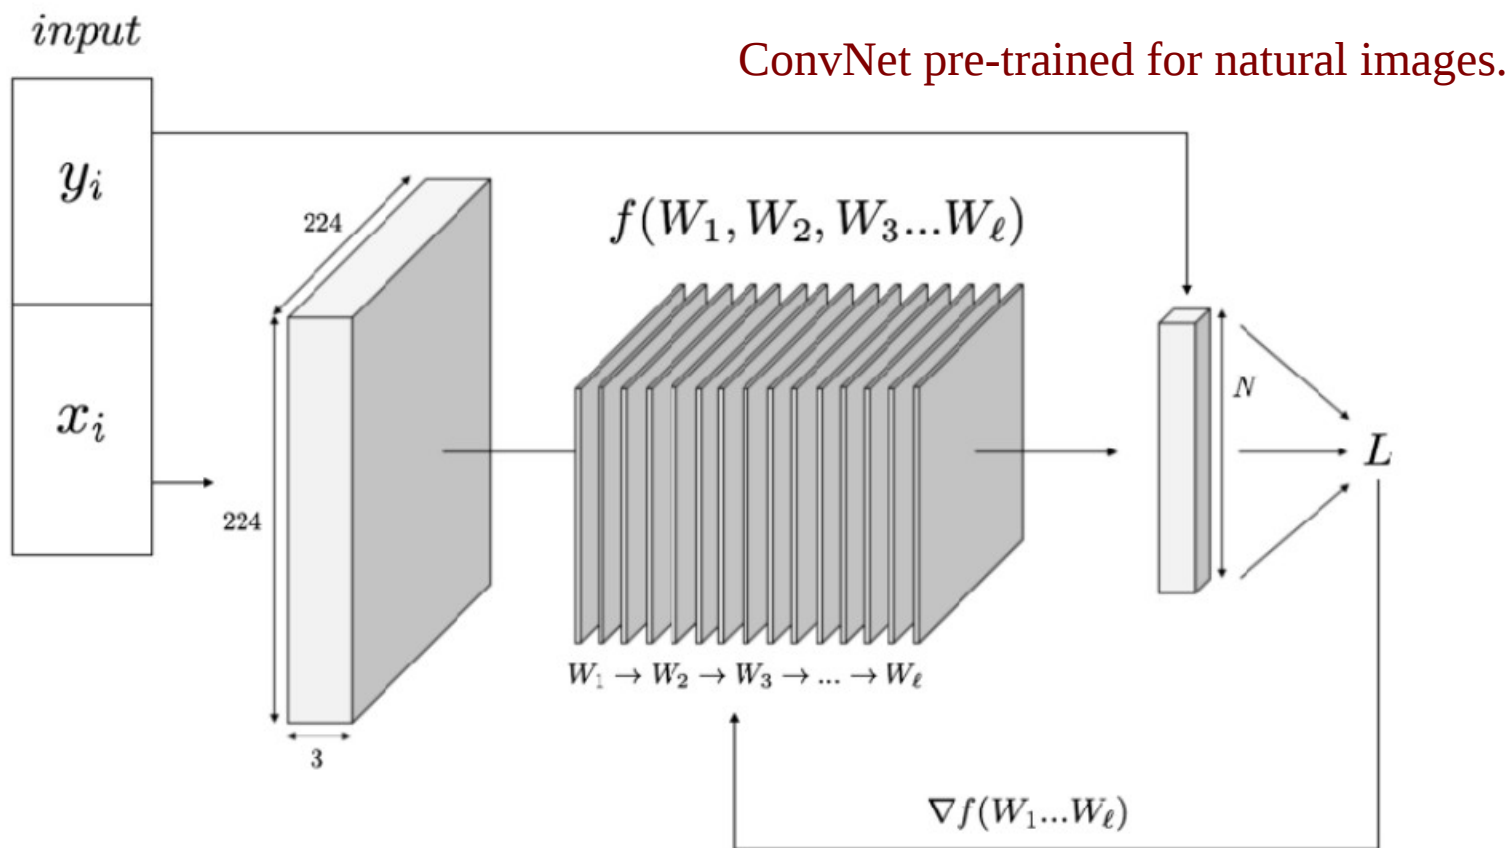 input
ConvNet pre-trained for natural images.
y_i
224
f(W_1, W_2, W_3...W_ℓ)
x_i
N
L
224
W_1 → W_2 → W_3 → ... → W_ℓ
3
∇f(W_1...W_ℓ)